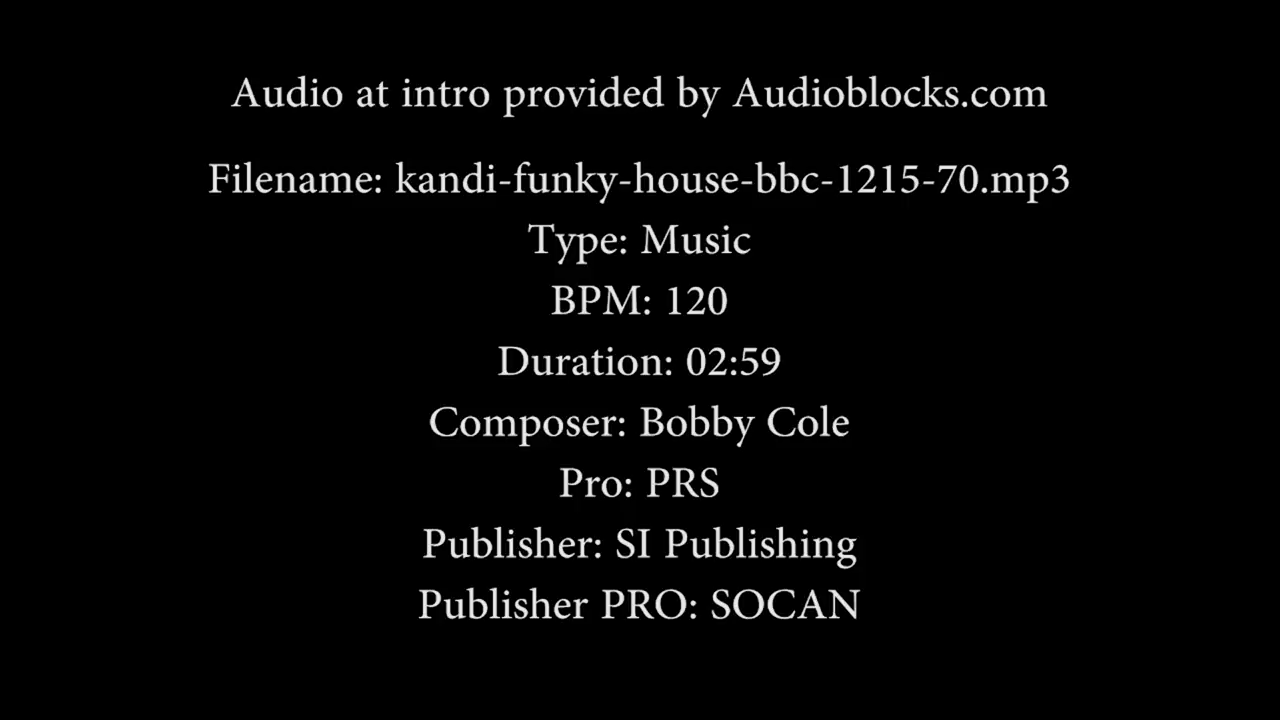 Audio at intro provided by Audioblocks.com
Filename: kandi-funky-house-bbc-1215-70.mp3
Type: Music
BPM: 120
Duration: 02:59
Composer: Bobby Cole
Pro: PRS
Publisher: SI Publishing
Publisher PRO: SOCAN